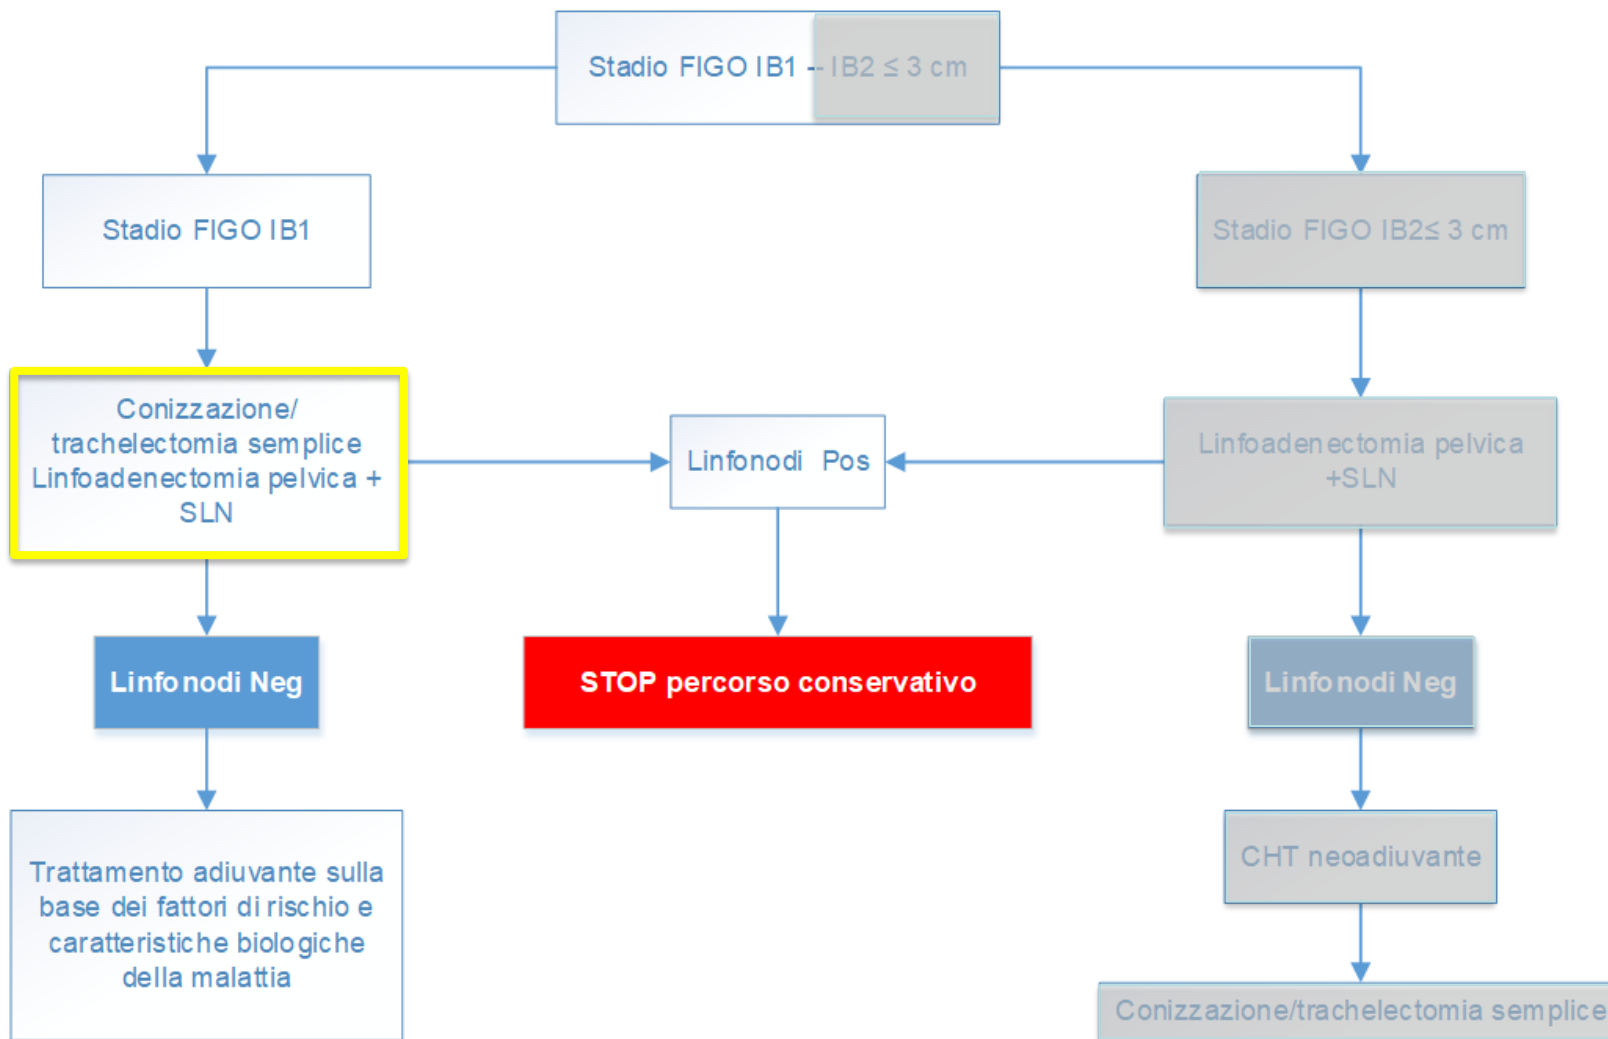 Stadio FIGO IB1 -- IB2 ≤ 3 cm
Stadio FIGO IB1
Stadio FIGO IB2≤ 3 cm
Conizzazione/
trachelectomia semplice
Linfoadenectomia pelvica +
SLN
Linfonodi Pos
Linfoadenectomia pelvica
+SLN
Linfonodi Neg
STOP percorso conservativo
Linfonodi Neg
Trattamento adiuvante sulla
base dei fattori di rischio e
caratteristiche biologiche
della malattia
CHT neoadiuvante
Conizzazione/trachelectomia semplice